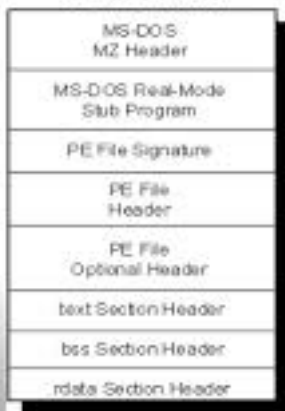 MS-DOS
MZ Header
MS-DOS Real-Mode
Stub Program
PE File Signature
PE File
Header
PE File
Optional Header
text Section Header
bss Section Header
rdata Section Header